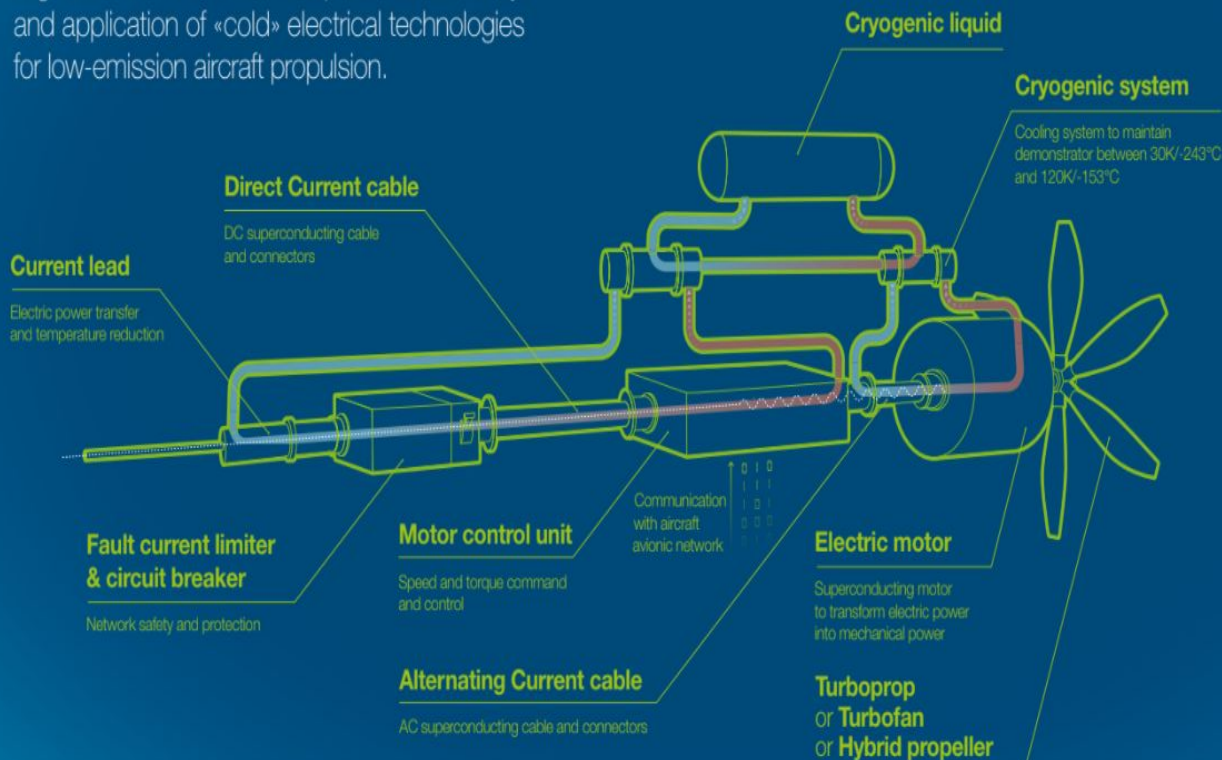 and application of «cold» electrical technologies
for low-emission aircraft propulsion.
Cryogenic liquid
Cryogenic system
Cooling system to maintain
demonstrator between 30K/-243°C
and 120K/-153°C
Direct Current cable
DC superconducting cable
and connectors
Current lead
Electric power transfer
and temperature reduction
Fault current limiter
& circuit breaker
Network safety and protection
Motor control unit
Speed and torque command
and control
Communication
with aircraft
avionic network
Electric motor
Superconducting motor
to transform electric power
into mechanical power
Alternating Current cable
AC superconducting cable and connectors
Turboprop
or Turbofan
or Hybrid propeller